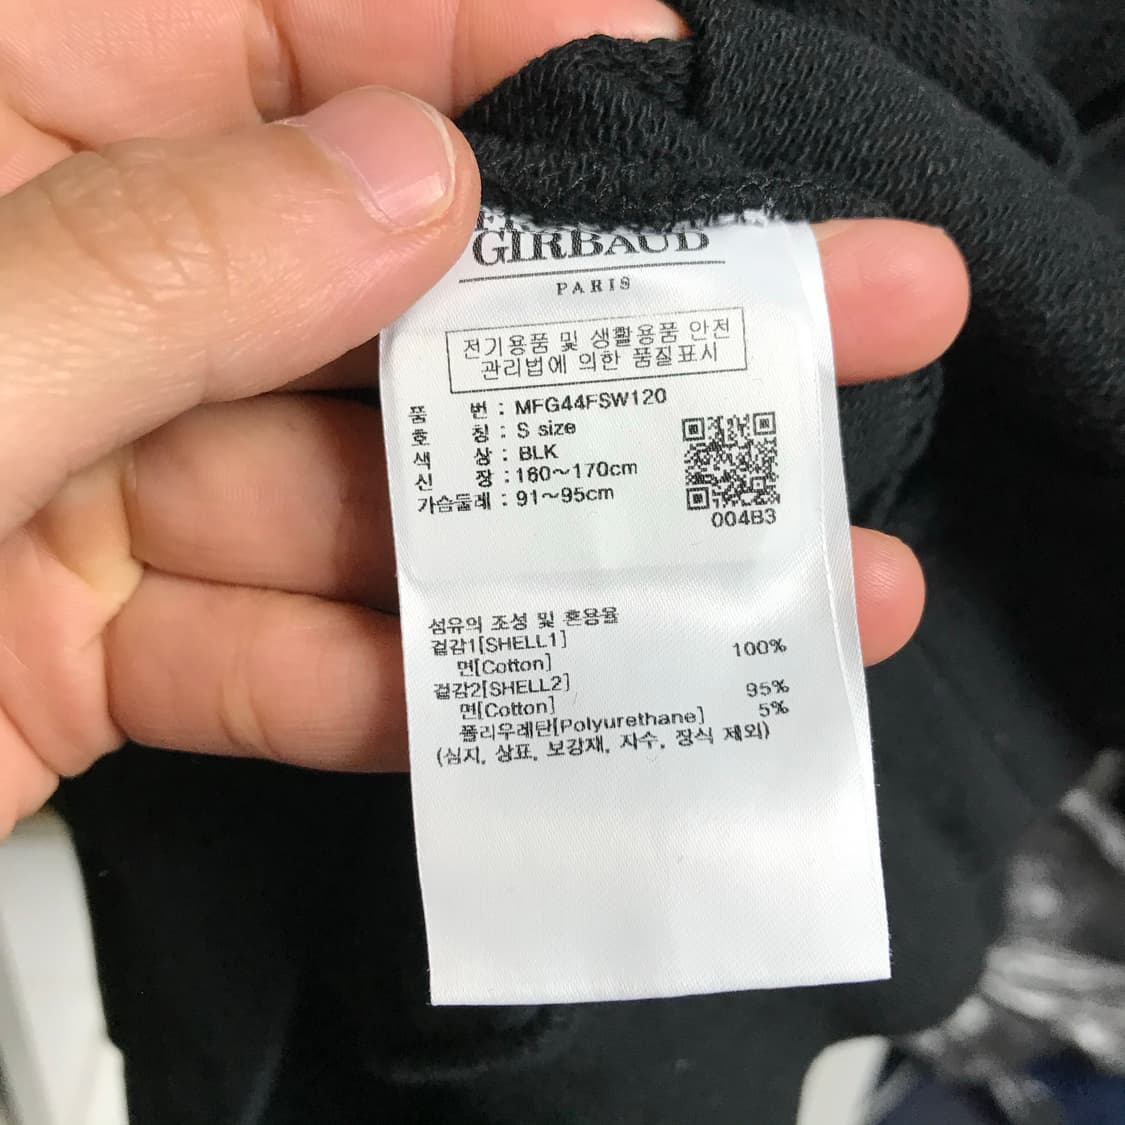 GIRBAUD
PARIS
전기용품 및 생활용품 안전
관리법에 의한 품질표시
품 번 : MFG44FSW120
호 칭 : S size
색 상 : BLK
신 장 : 160~170cm
가슴둘레 : 91~95cm
004B3
섬유의 조성 및 혼용율
겉감1[SHELL1]
면[Cotton] 100%
겉감2[SHELL2]
면[Cotton] 95%
폴리우레탄[Polyurethane] 5%
(심지, 상표, 보강재, 자수, 장식 제외)